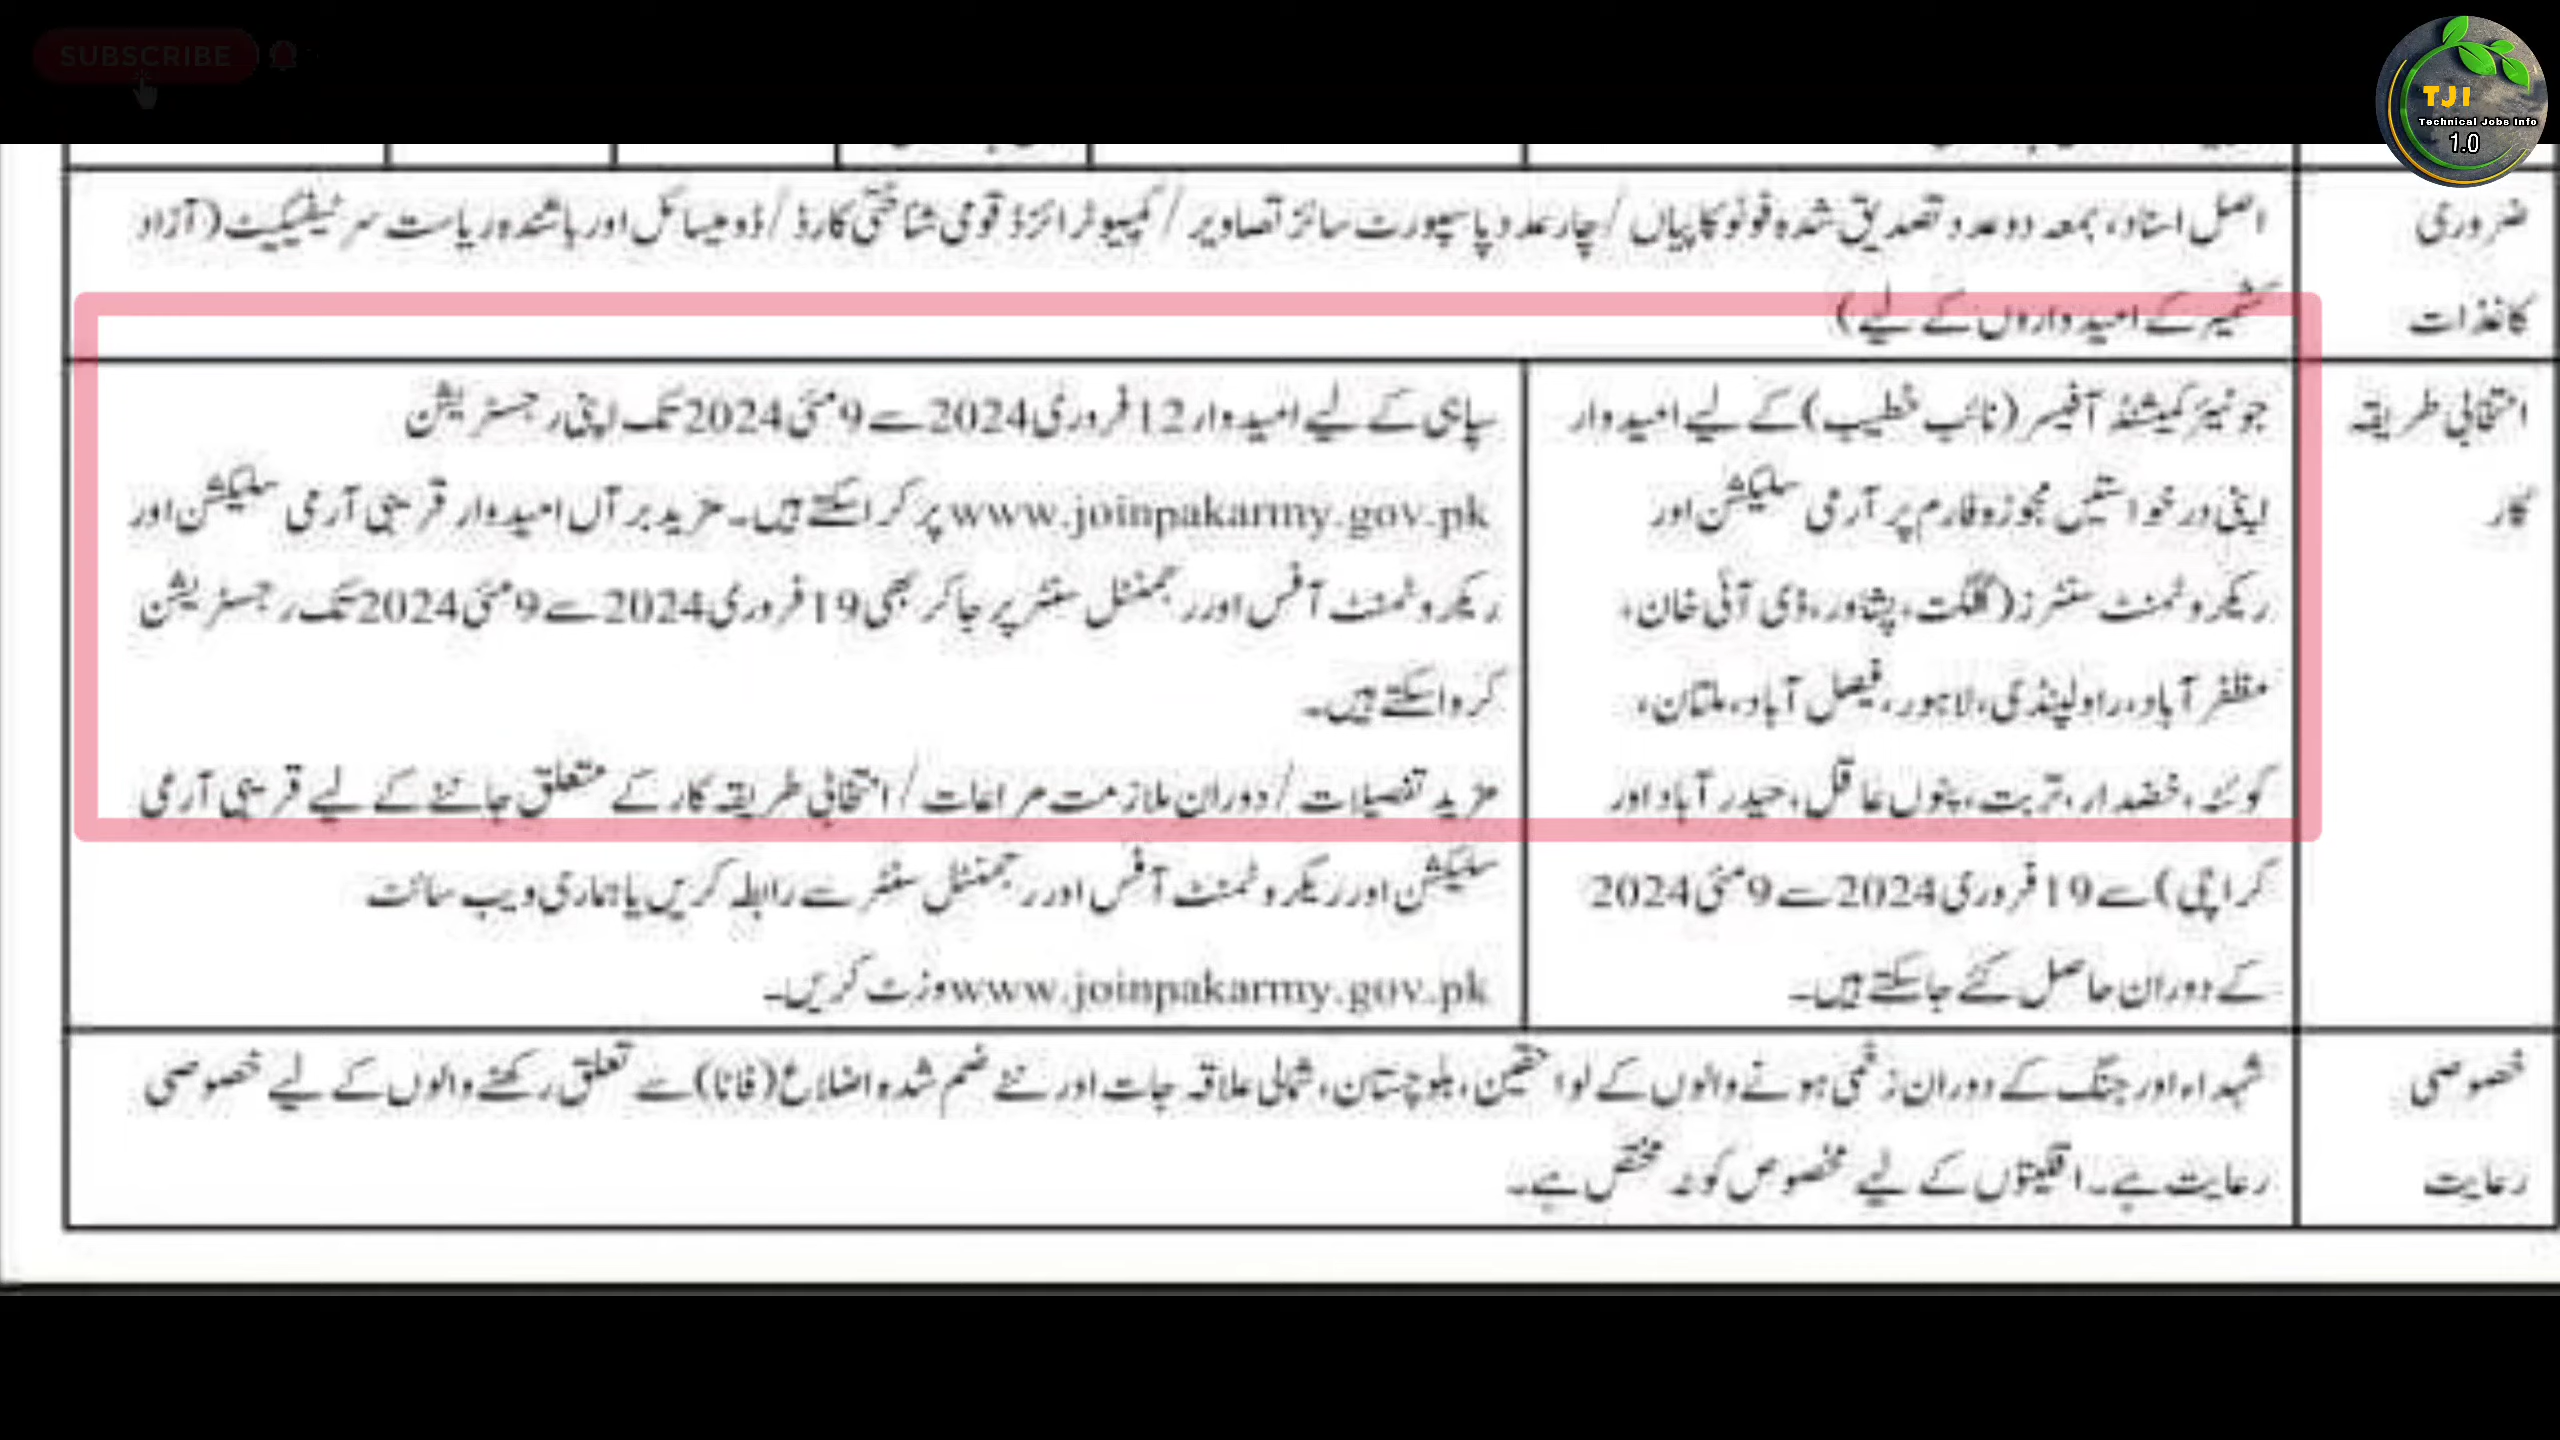 SUBSCRIBE
TJI
Technical Jobs Info
1.0
ضروری
کاغذات
اصل اسناد، بمعہ دو عدد تصدیق شدہ فوٹو کاپیاں / چار عدد پاسپورٹ سائز تصاویر / کمپیوٹرائزڈ قومی شناختی کارڈ / ڈومیسائل اور باشندہ ریاست سرٹیفیکیٹ (آزاد
کشمیر کے امیدواروں کے لیے)
انتخابی طریقہ
کار
جونیئر کمیشنڈ آفیسر (نائب خطیب) کے لیے امیدوار
اپنی درخواستیں مجوزہ فارم پر آرمی سلیکشن اور
ریکروٹمنٹ سنٹرز (گلگت، پشاور، ڈی آئی خان،
مظفر آباد، راولپنڈی، لاہور، فیصل آباد، ملتان،
کوئٹہ، خضدار، تربت، پنوں عاقل، حیدر آباد اور
کراچی) سے 19 فروری 2024 سے 9 مئی 2024
کے دوران حاصل کئے جاسکتے ہیں۔
سپاہی کے لیے امیدوار 12 فروری 2024 سے 9 مئی 2024 تک اپنی رجسٹریشن
www.joinpakarmy.gov.pk پر کراسکتے ہیں۔ مزید برآں امیدوار قریبی آرمی سلیکشن اور
ریکروٹمنٹ آفس اور رجمنٹل سنٹر پر جاکر بھی 19 فروری 2024 سے 9 مئی 2024 تک رجسٹریشن
کرواسکتے ہیں۔
مزید تفصیلات / دوران ملازمت مراعات / انتخابی طریقہ کار کے متعلق جاننے کے لیے قریبی آرمی
سلیکشن اور ریکروٹمنٹ آفس اور رجمنٹل سنٹر سے رابطہ کریں یا ہماری ویب سائٹ
www.joinpakarmy.gov.pk وزٹ کریں۔
خصوصی
رعایت
شہداء اور جنگ کے دوران زخمی ہونے والوں کے لواحقین، بلوچستان، شمالی علاقہ جات اور نئے ضم شدہ اضلاع (فاٹا) سے تعلق رکھنے والوں کے لیے خصوصی
رعایت ہے۔ اقلیتوں کے لیے مخصوص کوٹہ مختص ہے۔